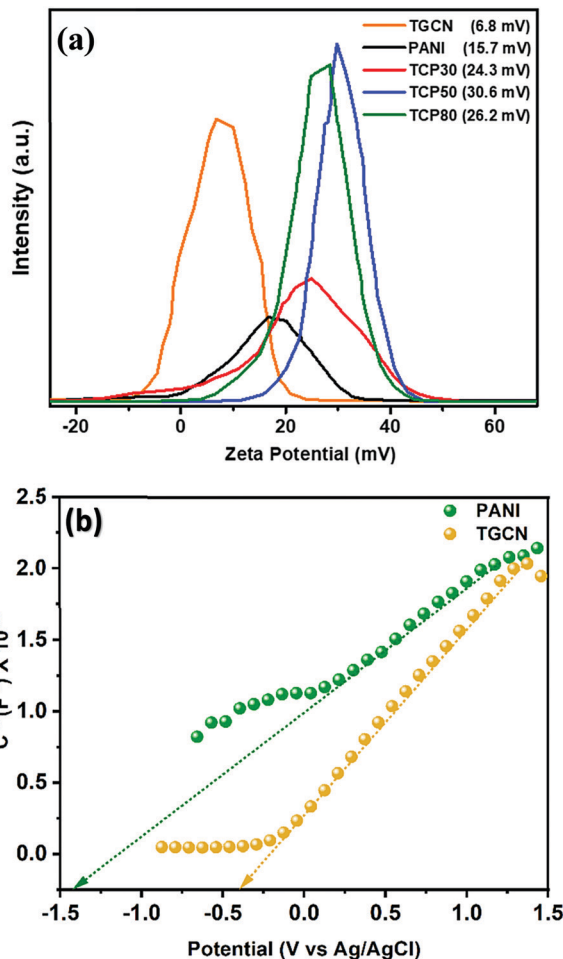 (a)
TGCN (6.8 mV)
PANI (15.7 mV)
TCP30 (24.3 mV)
TCP50 (30.6 mV)
TCP80 (26.2 mV)
Intensity (a.u.)
-20 0 20 40 60
Zeta Potential (mV)
(b)
PANI
TGCN
2.5
2.0
1.5
1.0
0.5
0.0
-1.5 -1.0 -0.5 0.0 0.5 1.0 1.5
Potential (V vs Ag/AgCl)